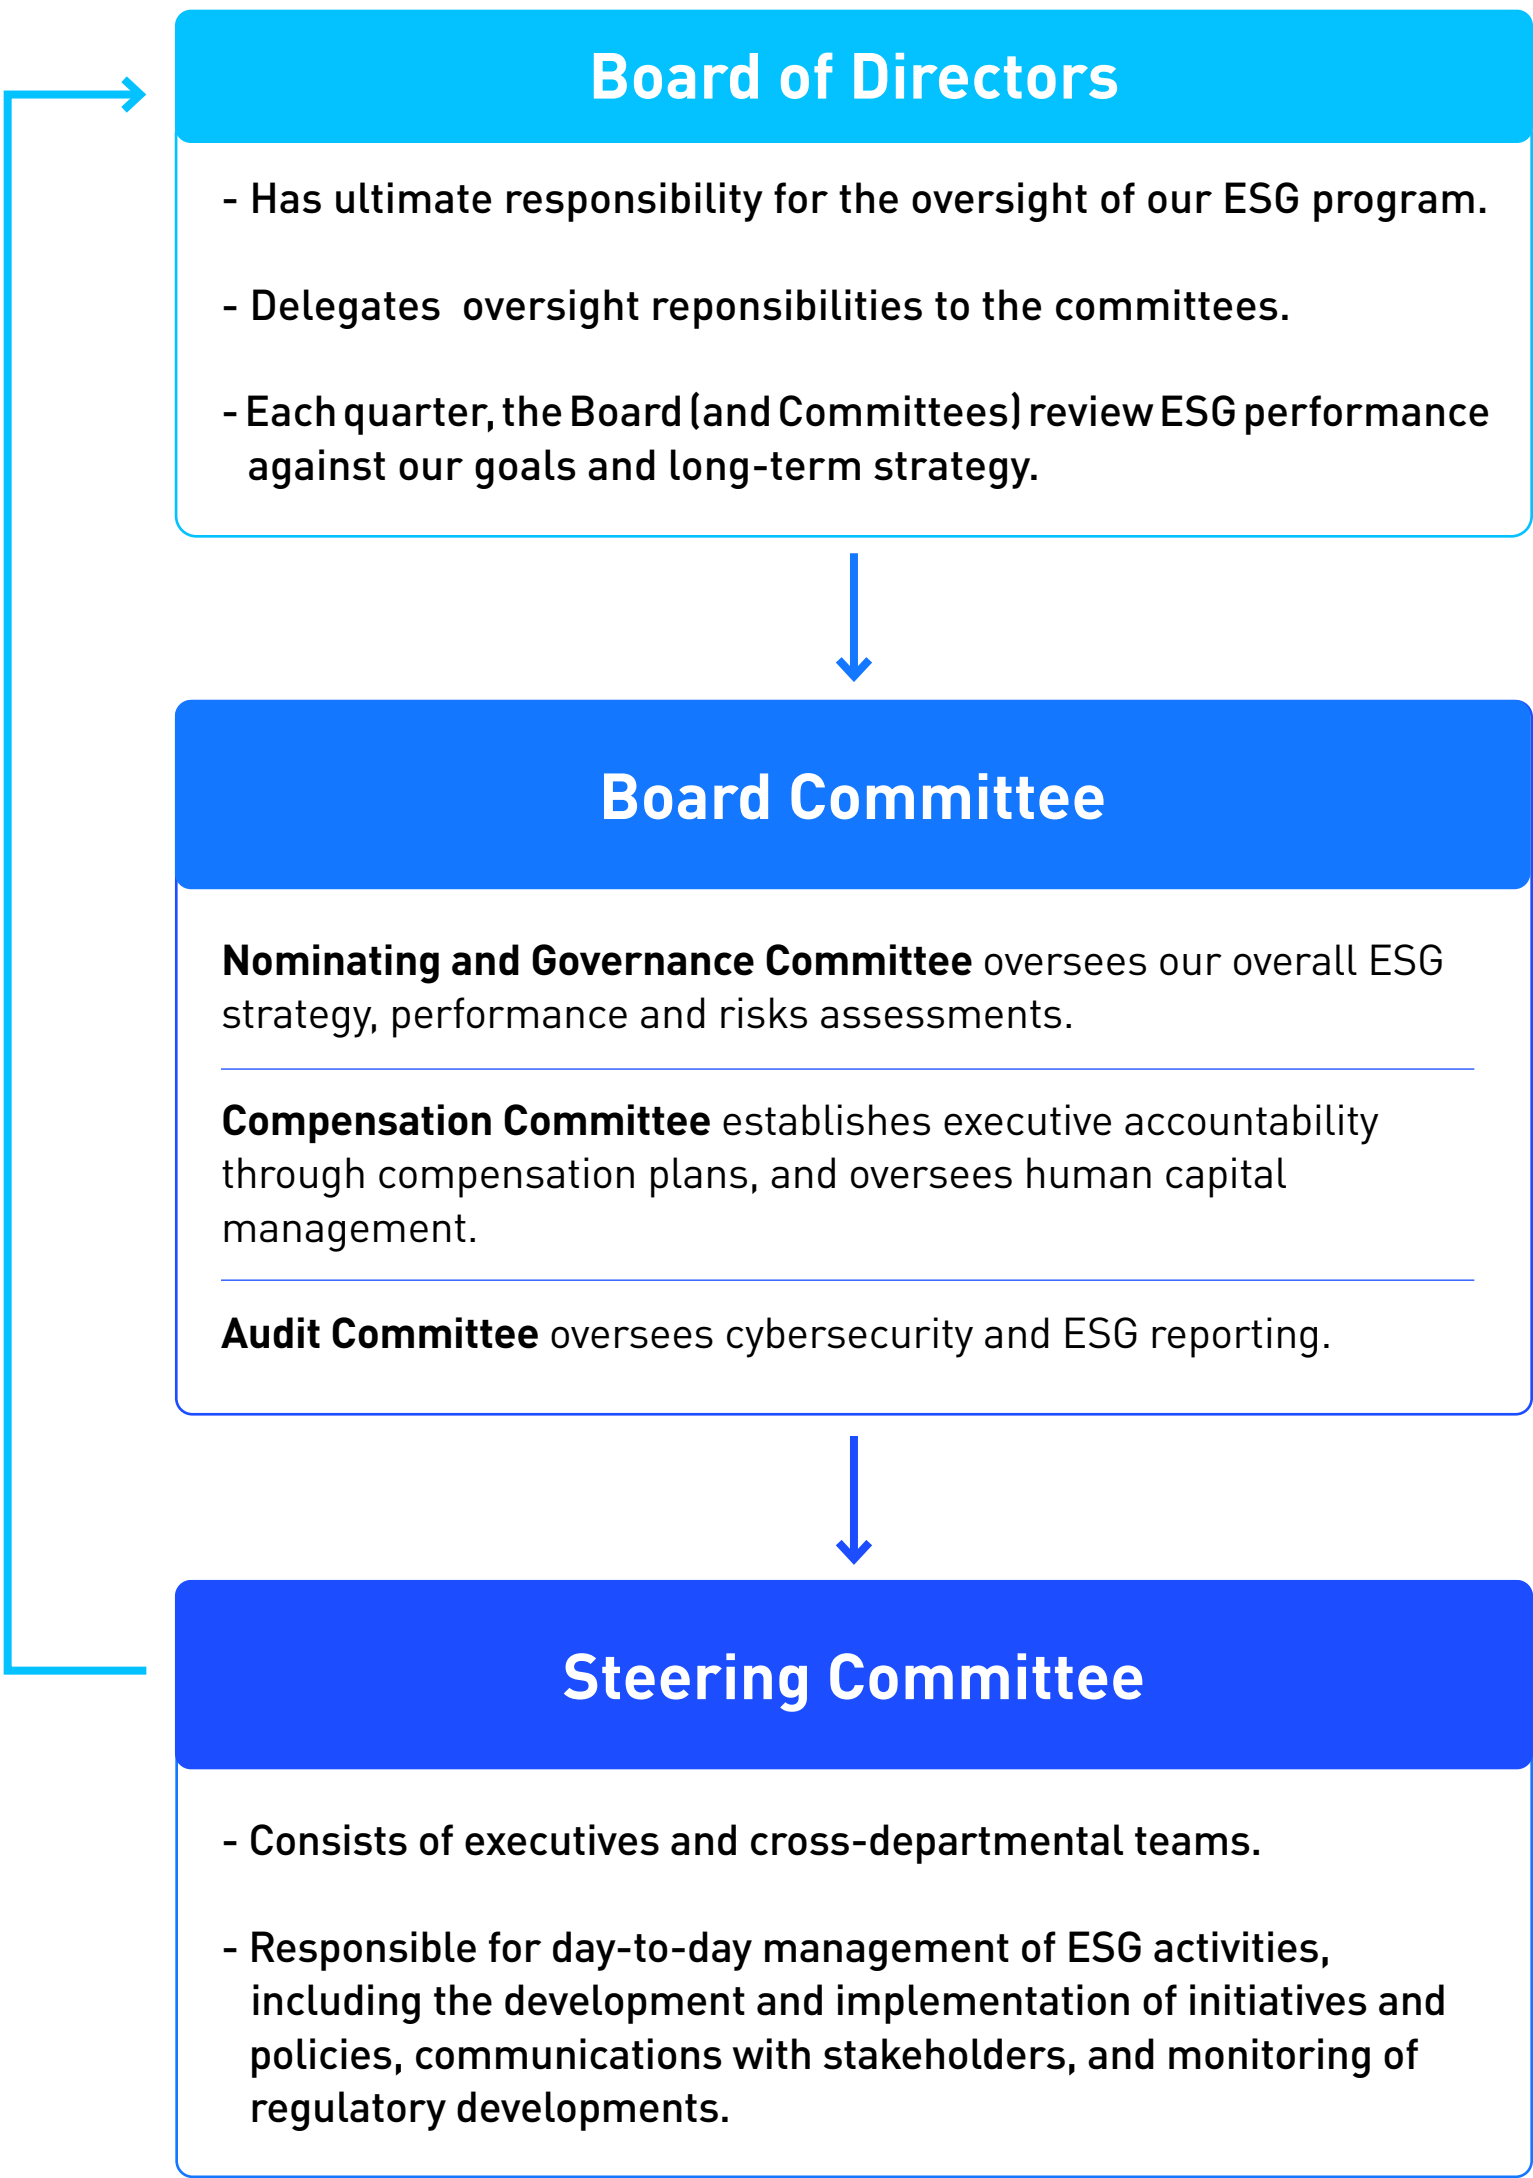 Board of Directors
- Has ultimate responsibility for the oversight of our ESG program.
- Delegates  oversight reponsibilities to the committees.
- Each quarter, the Board (and Committees) review ESG performance
against our goals and long-term strategy.
Board Committee
Nominating and Governance Committee oversees our overall ESG
strategy, performance and risks assessments.
Compensation Committee establishes executive accountability
through compensation plans, and oversees human capital
management.
Audit Committee oversees cybersecurity and ESG reporting.
Steering Committee
- Consists of executives and cross-departmental teams.
- Responsible for day-to-day management of ESG activities,
including the development and implementation of initiatives and
policies, communications with stakeholders, and monitoring of
regulatory developments.